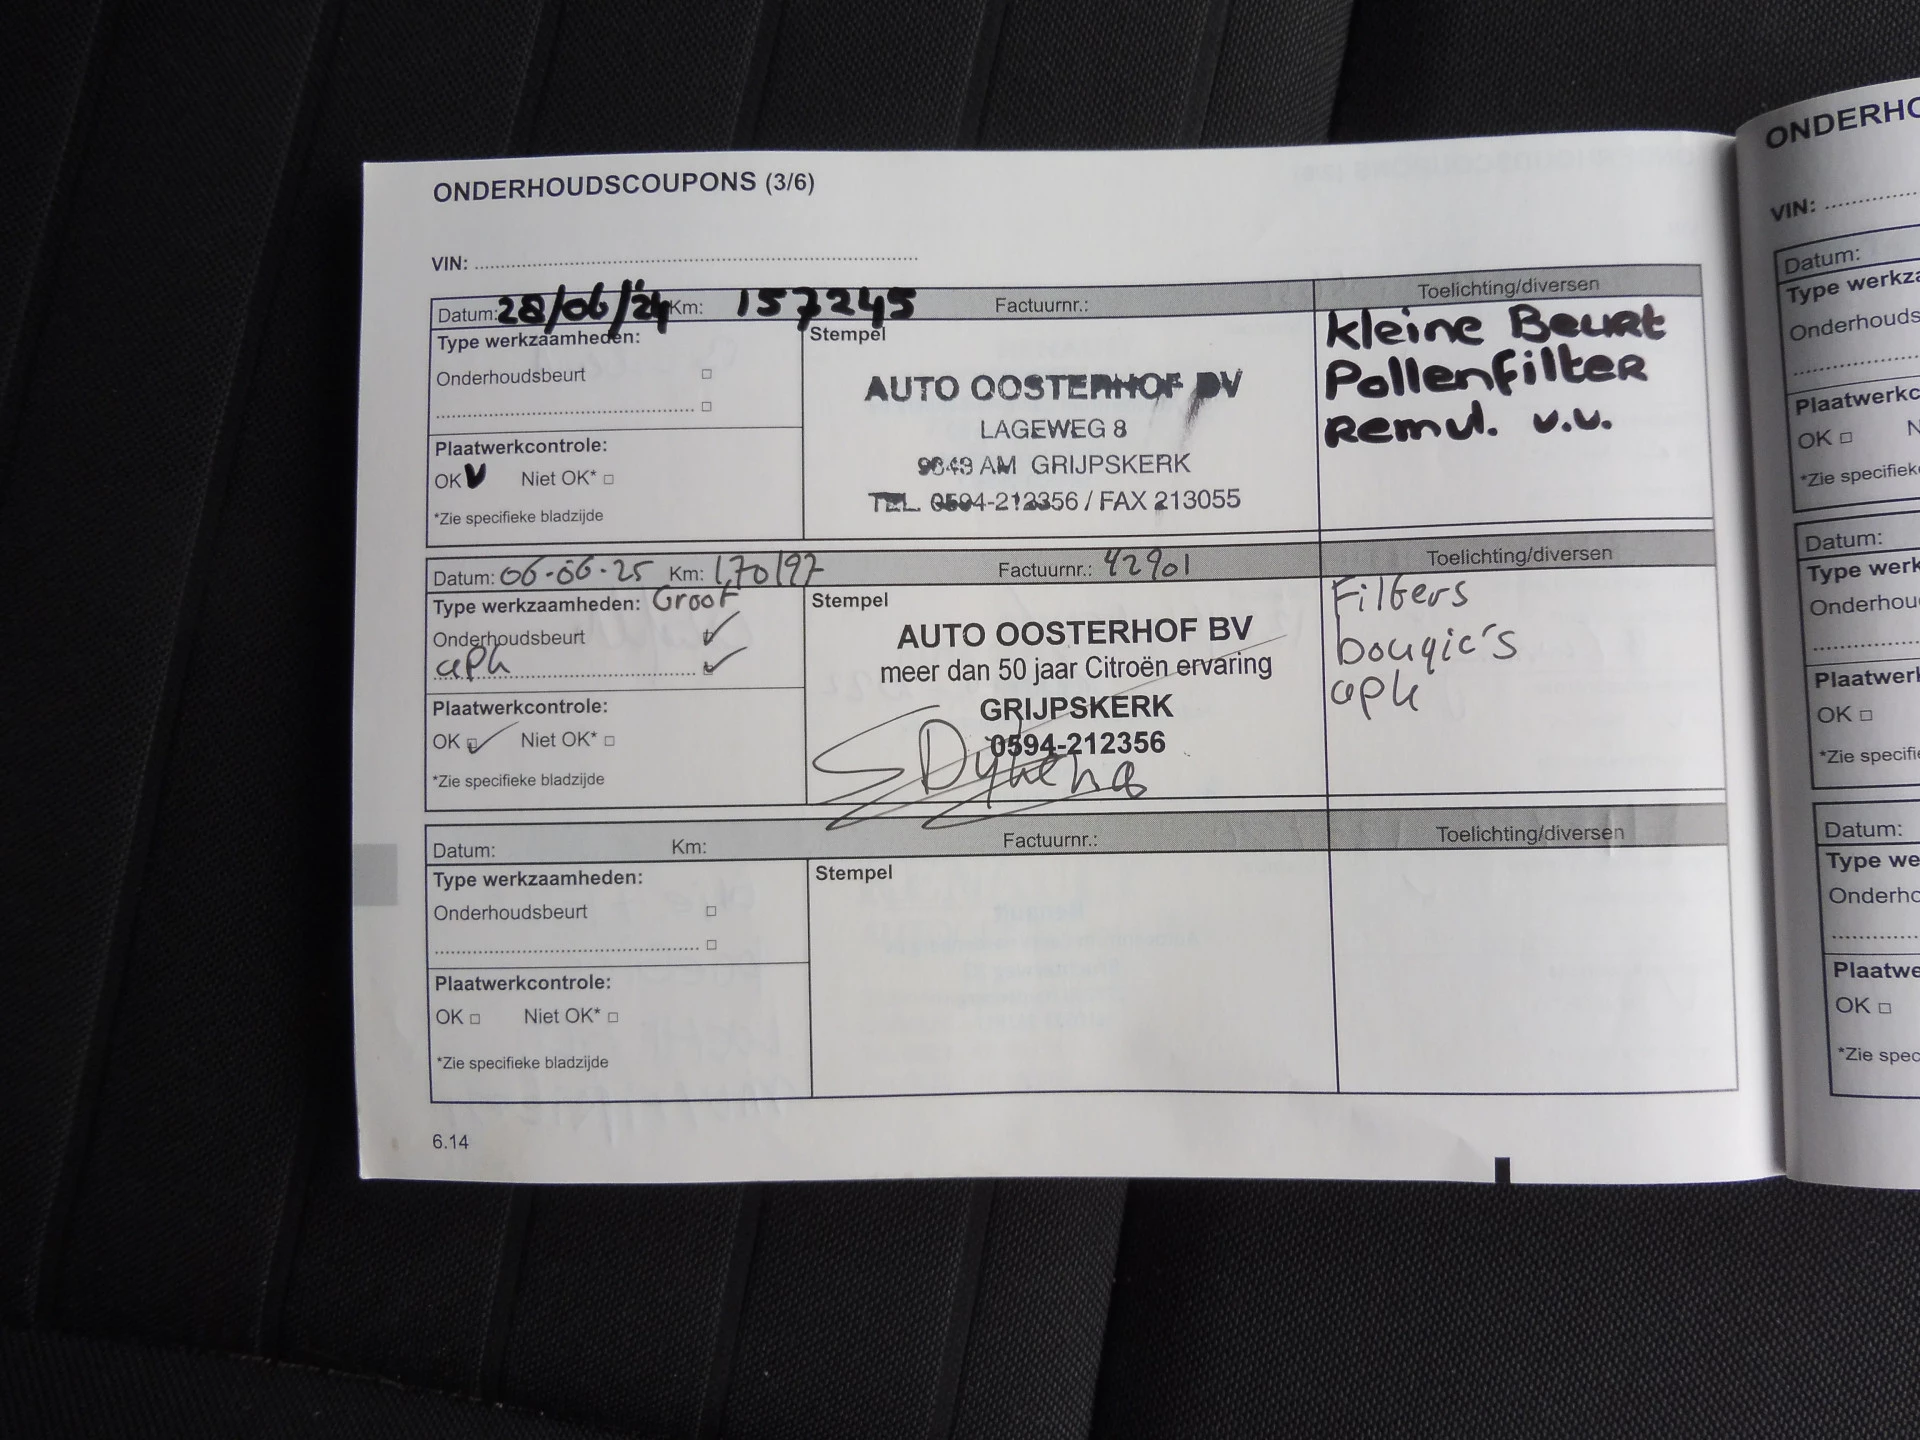 ONDERHOUDSCOUPONS (3/6)
VIN:
Datum: 28/06/24 Km: 157245 Factuurnr.: Toelichting/diversen
Type werkzaamheden:
Onderhoudsbeurt
Plaatwerkcontrole:
OK Niet OK*
*Zie specifieke bladzijde
Stempel
AUTO OOSTERHOF BV
LAGEWEG 8
9843 AM GRIJPSKERK
TEL. 0594-212356 / FAX 213055
kleine Beurt
Pollenfilter
Remvl. v.v.
Datum: 06-06-25 Km: 170197 Factuurnr.: 42901 Toelichting/diversen
Type werkzaamheden: Groot
Onderhoudsbeurt
apk
Plaatwerkcontrole:
OK Niet OK*
*Zie specifieke bladzijde
Stempel
AUTO OOSTERHOF BV
meer dan 50 jaar Citroën ervaring
GRIJPSKERK
0594-212356
Filters
bougie's
apk
Datum: Km: Factuurnr.: Toelichting/diversen
Type werkzaamheden:
Onderhoudsbeurt
Plaatwerkcontrole:
OK Niet OK*
*Zie specifieke bladzijde
Stempel
6.14
ONDERHO
VIN:
Datum:
Type werkza
Onderhouds
Plaatwerkc
OK N
*Zie specifiek
Datum:
Type werk
Onderhou
Plaatwerk
OK
*Zie specifi
Datum:
Type we
Onderho
Plaatwe
OK
*Zie spec